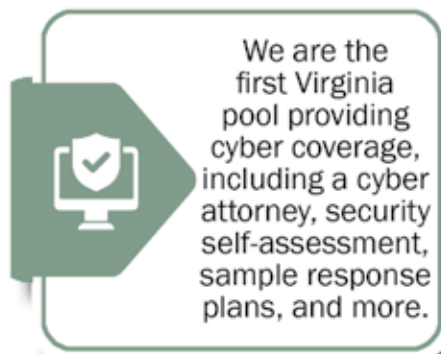 We are the
first Virginia
pool providing
cyber coverage,
including a cyber
attorney, security
self-assessment,
sample response
plans, and more.